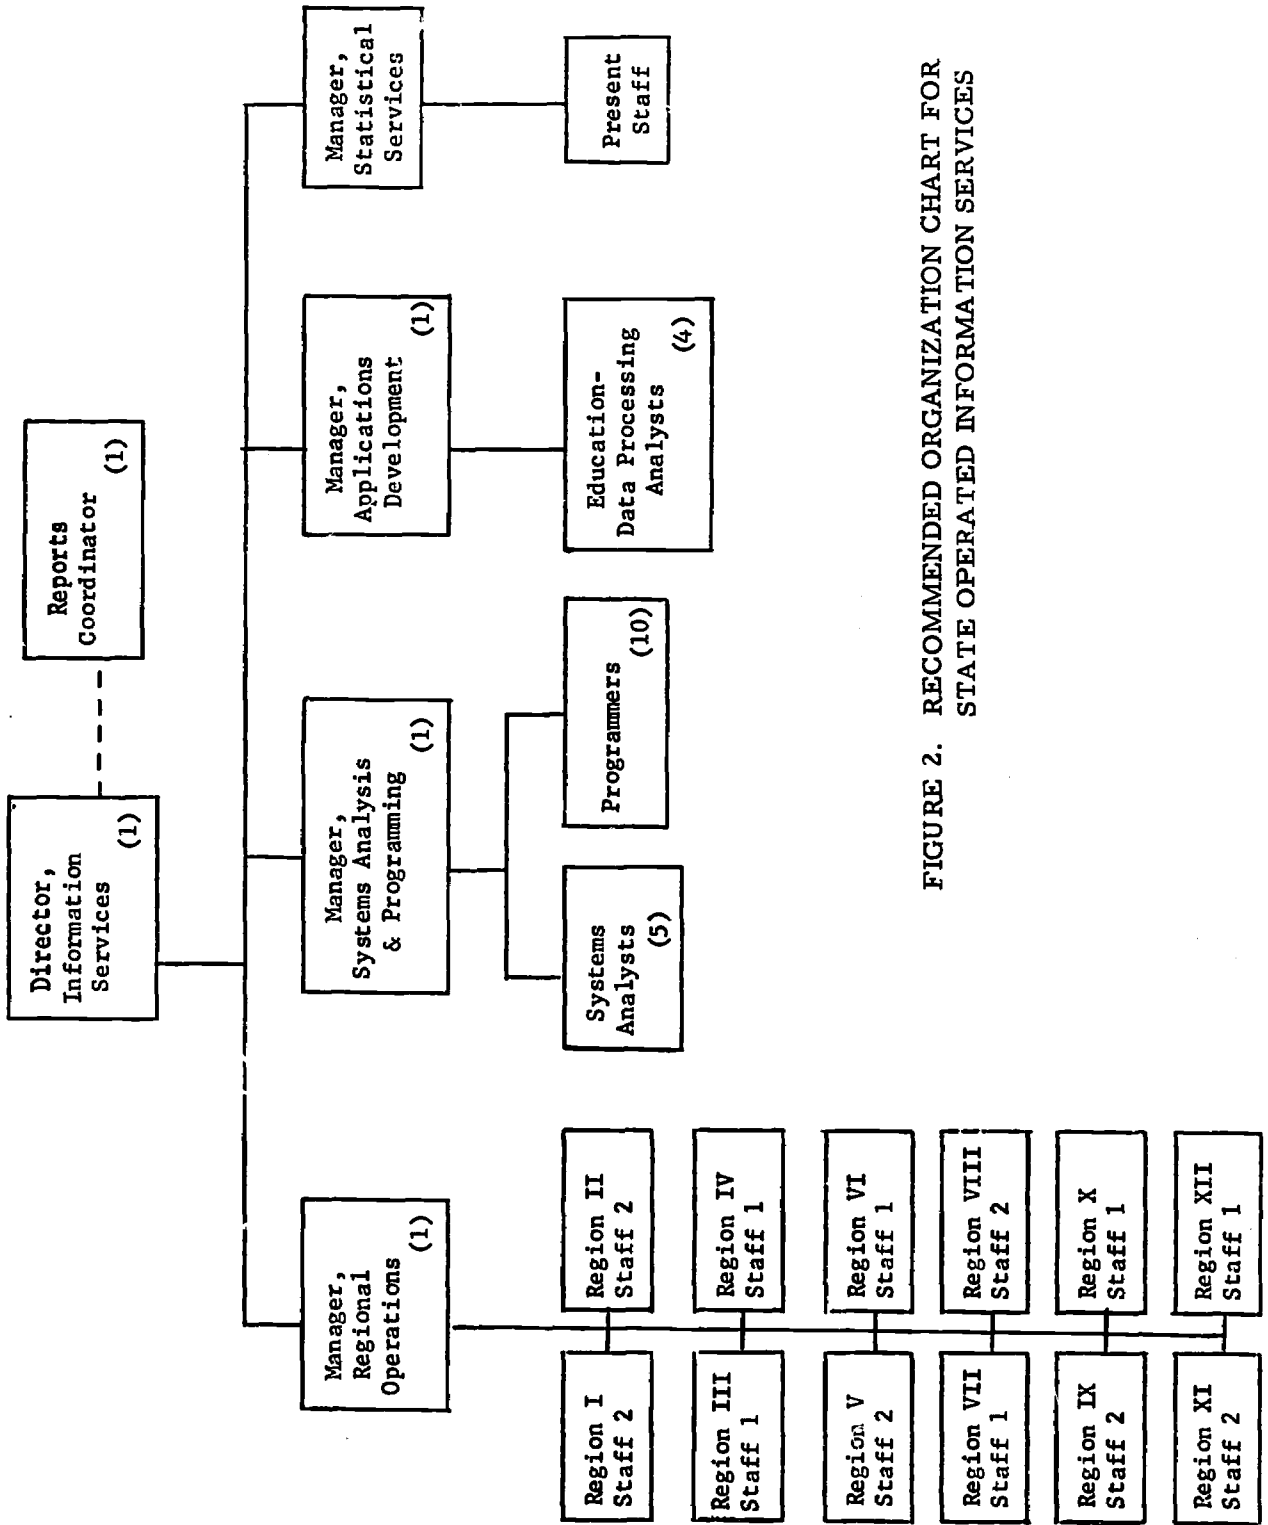 Director,
Information
Services
(1)
Reports
Coordinator
(1)
Manager,
Regional
Operations
(1)
Manager,
Systems Analysis
& Programming
(1)
Manager,
Applications
Development
(1)
Manager,
Statistical
Services
Region I
Staff 2
Region II
Staff 2
Region III
Staff 1
Region IV
Staff 1
Region V
Staff 2
Region VI
Staff 1
Region VII
Staff 1
Region VIII
Staff 2
Region IX
Staff 2
Region X
Staff 1
Region XI
Staff 2
Region XII
Staff 1
Systems
Analysts
(5)
Programmers
(10)
Education-
Data Processing
Analysts
(4)
Present
Staff
FIGURE 2. RECOMMENDED ORGANIZATION CHART FOR
STATE OPERATED INFORMATION SERVICES